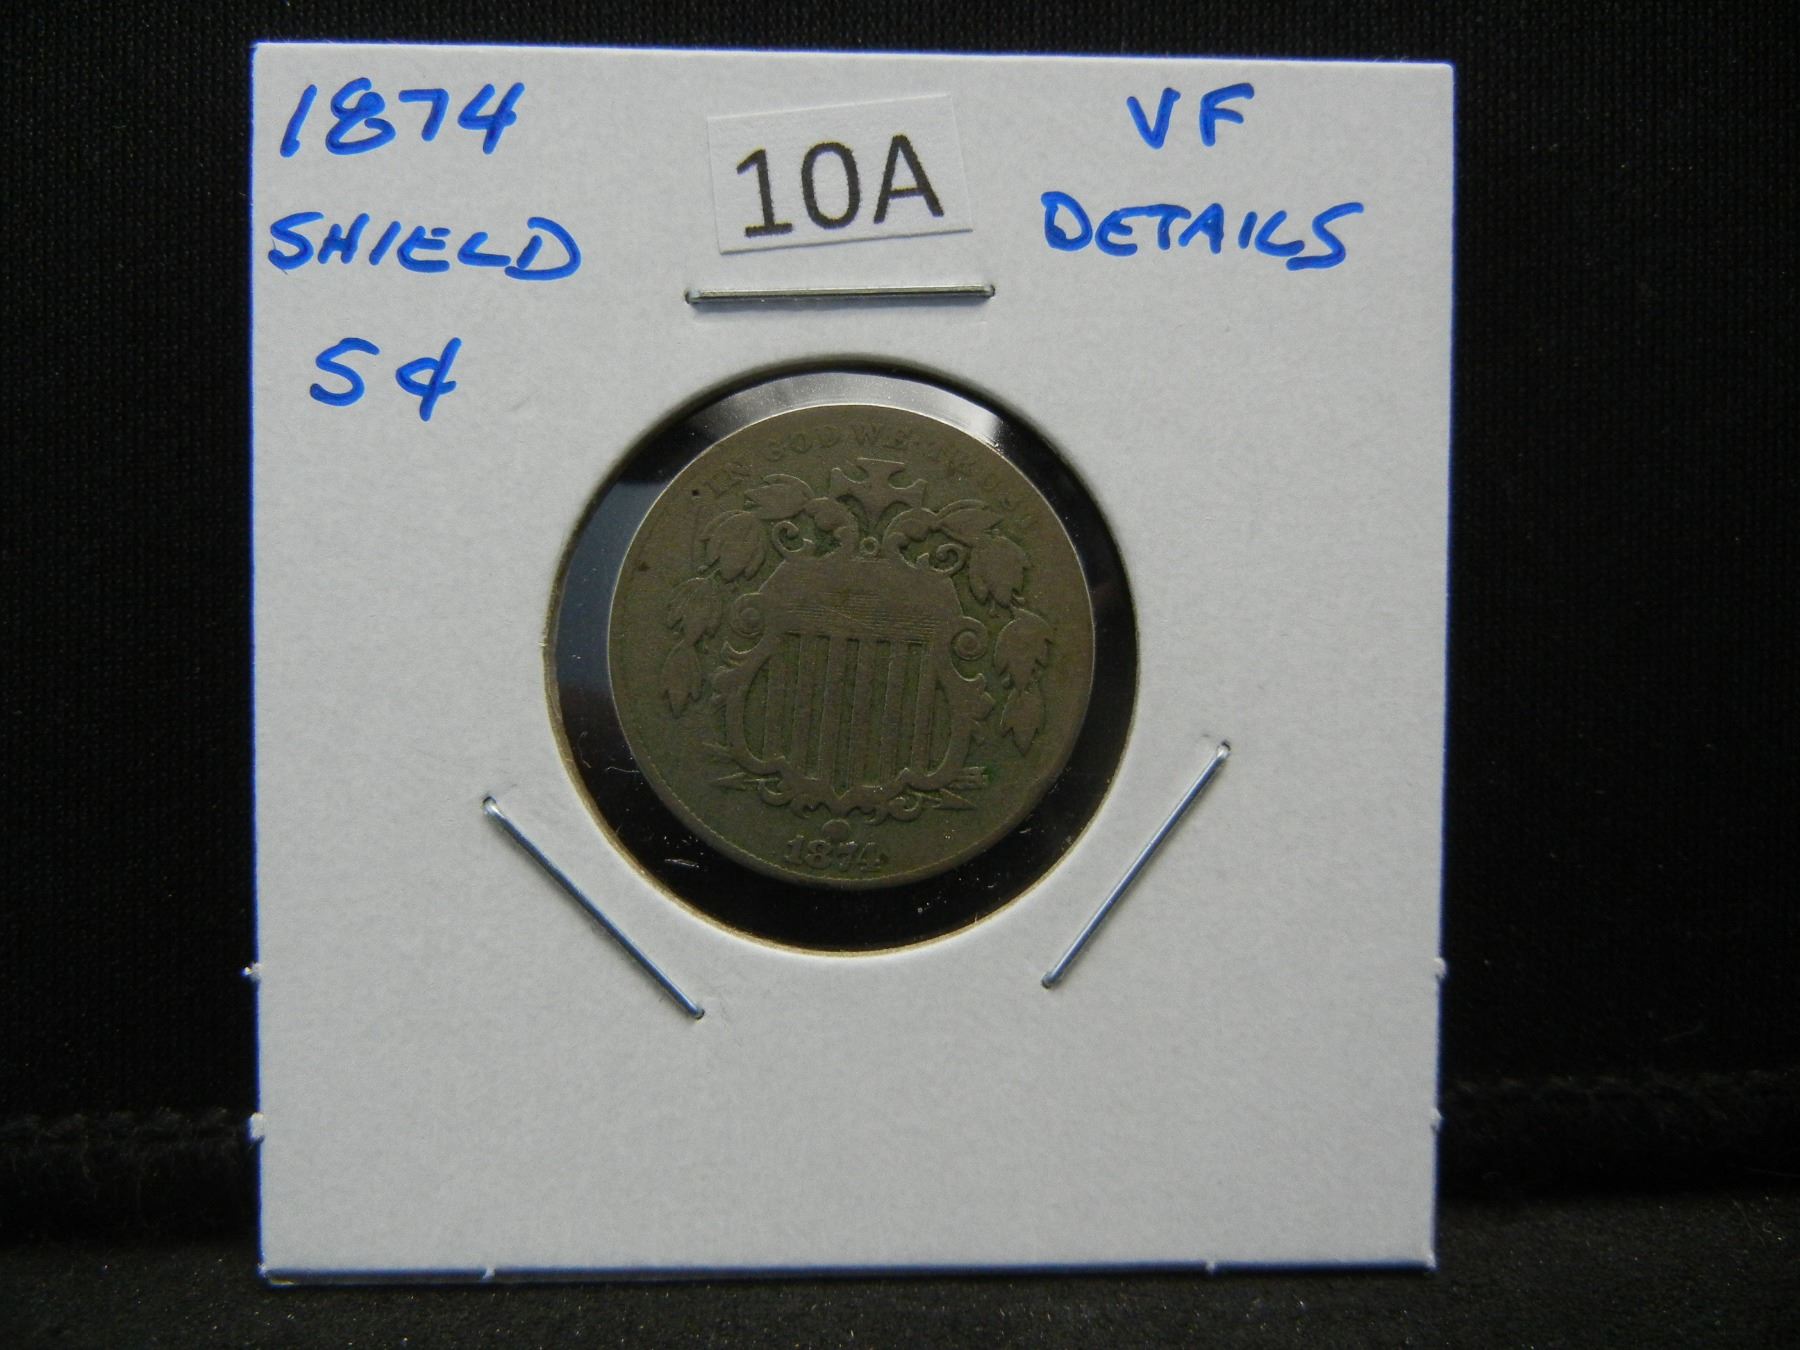 1874
SHIELD
5¢
10A
VF
DETAILS
IN GOD WE TRUST
1874